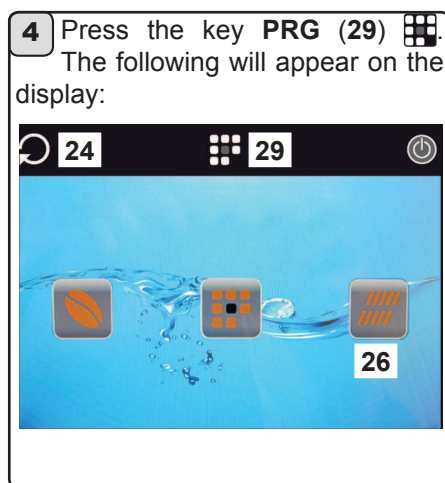 4 Press the key PRG (29) .
The following will appear on the
display:
24 29
26